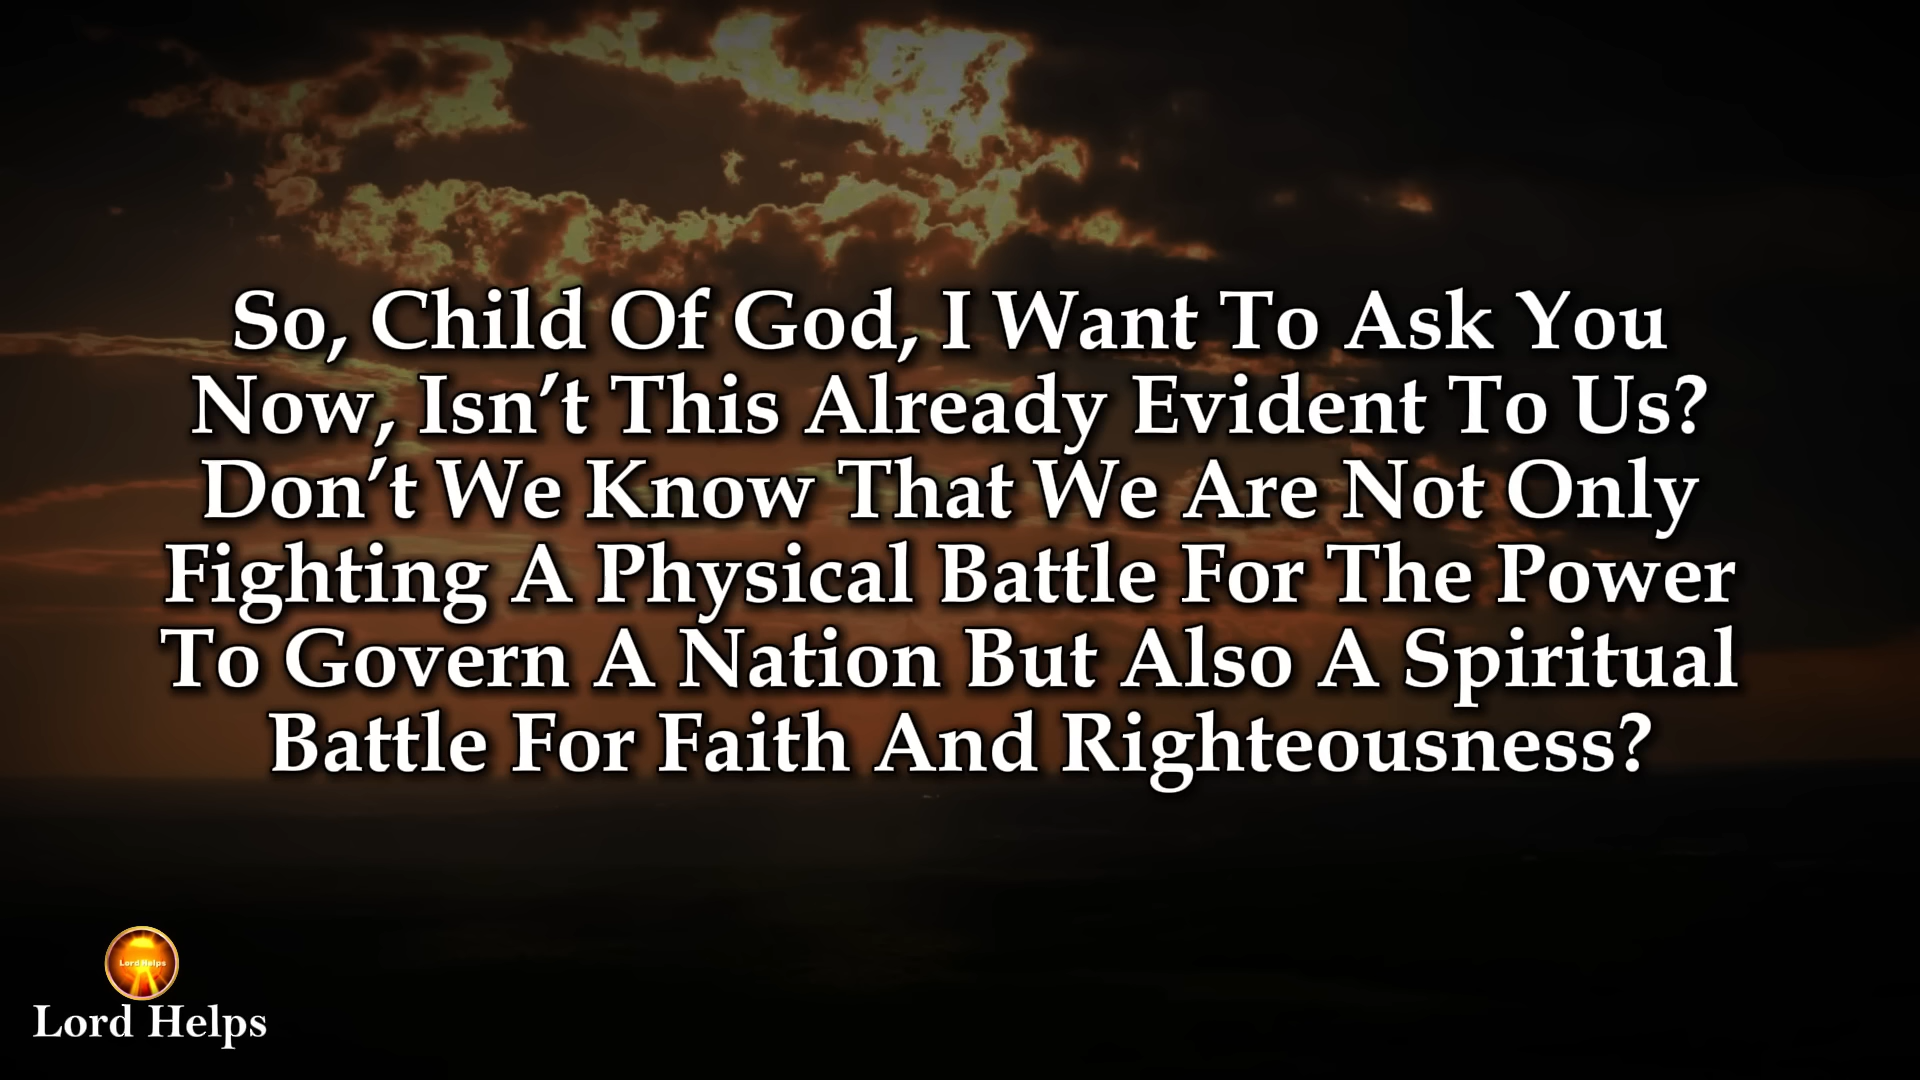 So, Child Of God, I Want To Ask You
Now, Isn’t This Already Evident To Us?
Don’t We Know That We Are Not Only
Fighting A Physical Battle For The Power
To Govern A Nation But Also A Spiritual
Battle For Faith And Righteousness?
Lord Helps
Lord Helps